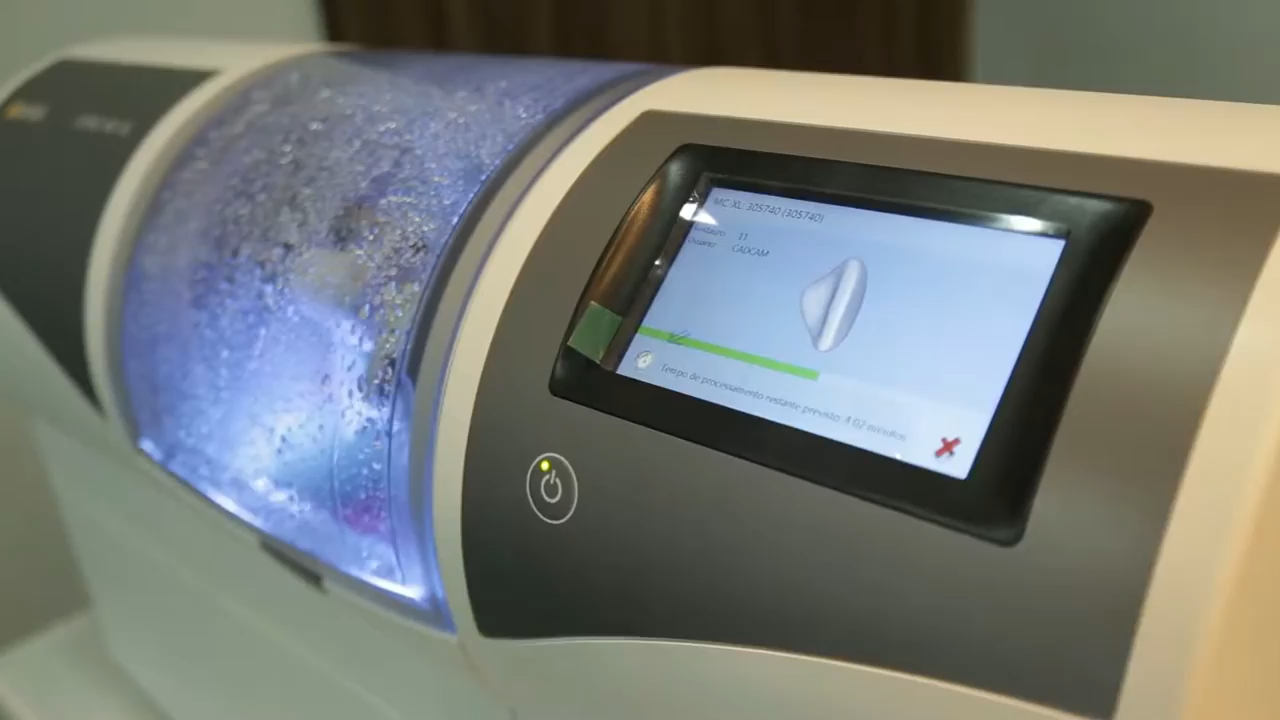 MC XL: 305740 (305740)
11
CADCAM
Tempo de processamento restante previsto: 4:02 minutos